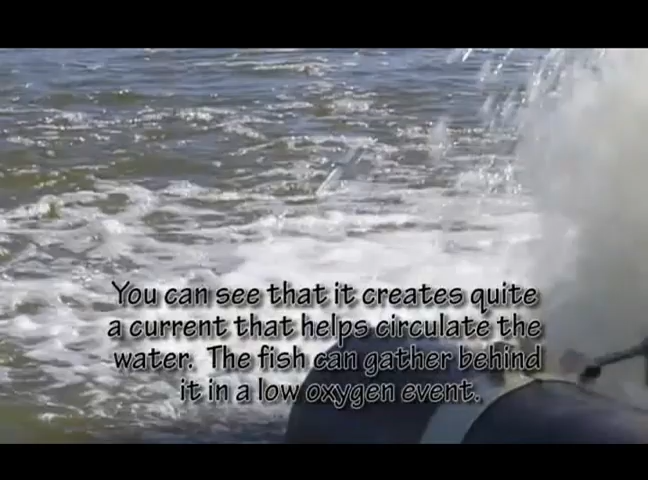 You can see that it creates quite
a current that helps circulate the
water. The fish can gather behind
it in a low oxygen event.